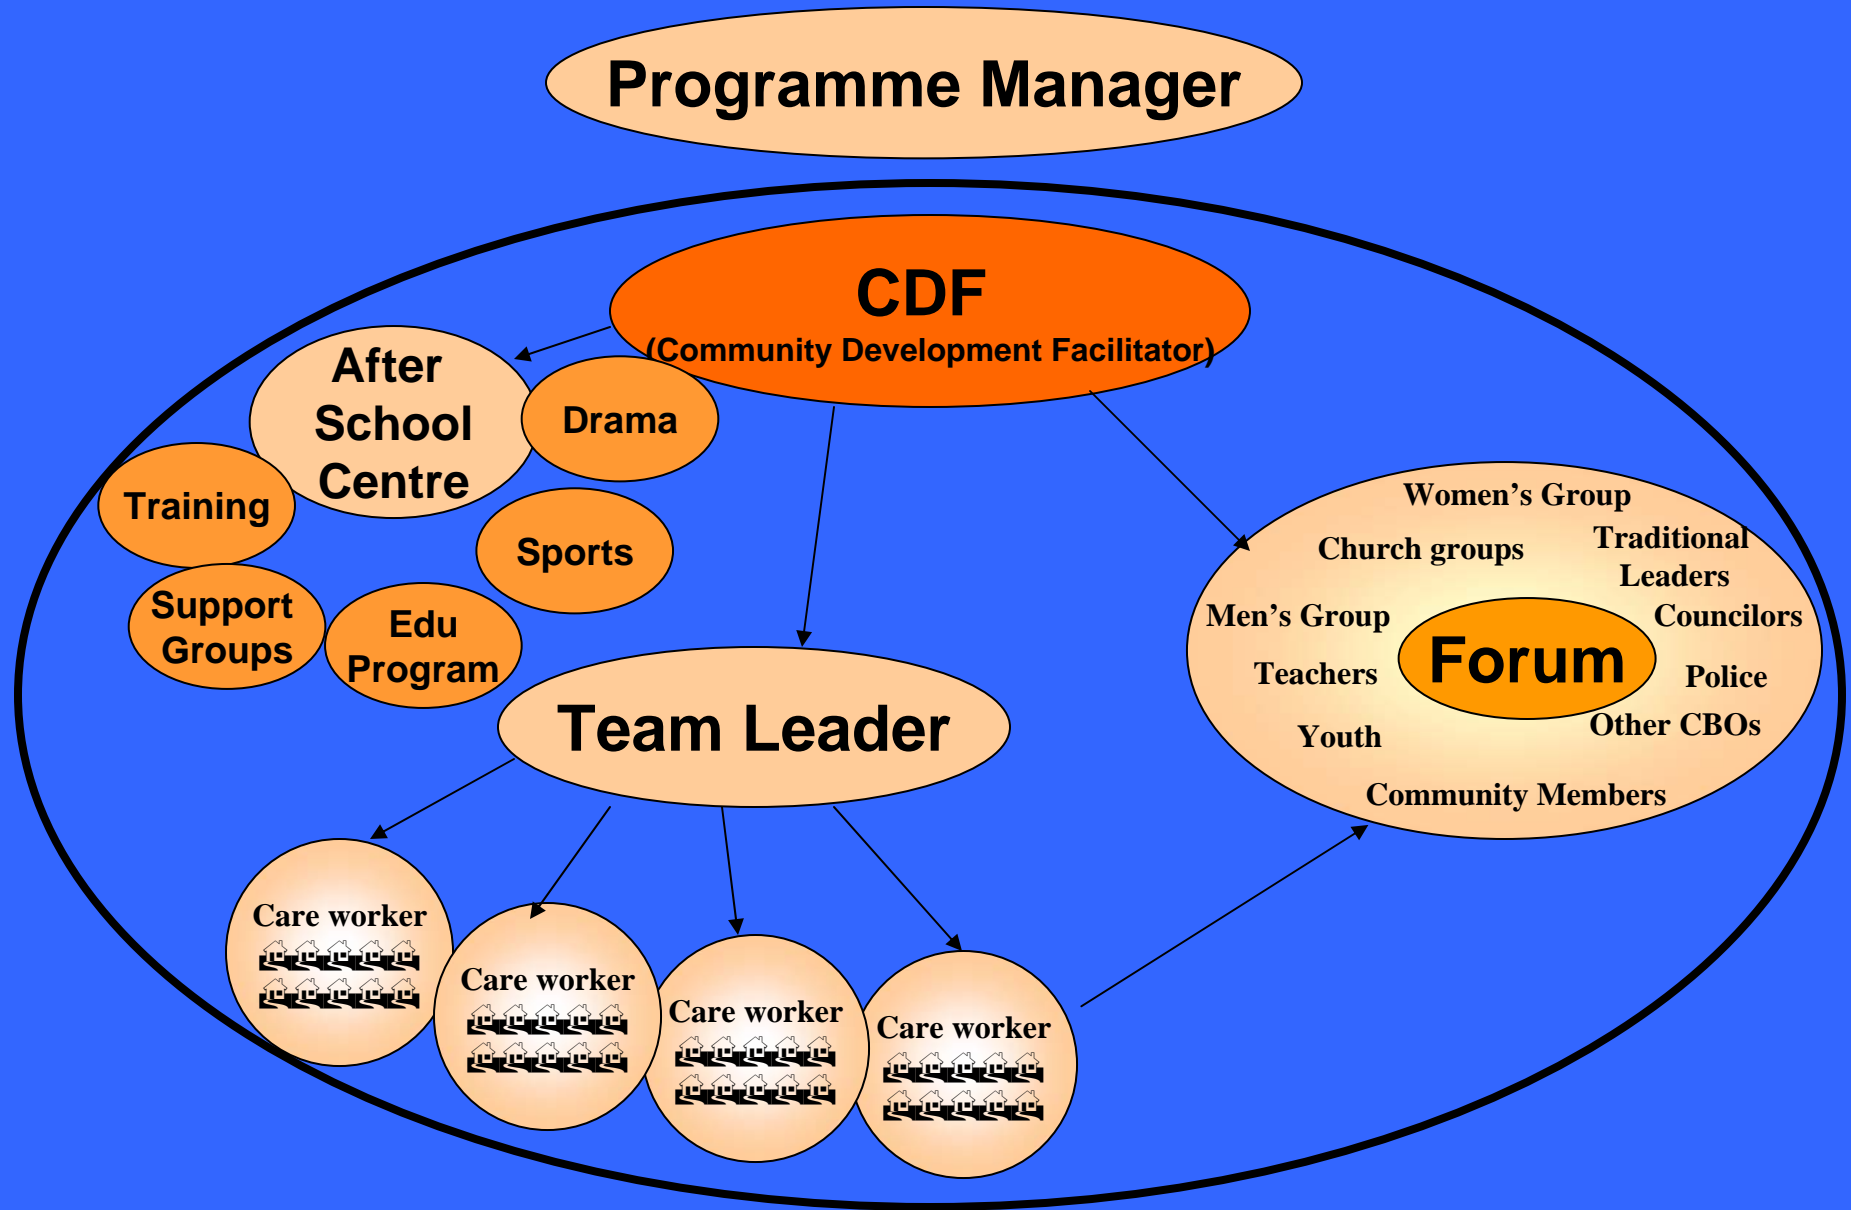 Programme Manager
CDF
(Community Development Facilitator)
After
School
Centre
Drama
Training
Sports
Support
Groups
Edu
Program
Team Leader
Women’s Group
Church groups
Traditional
Leaders
Men’s Group
Councilors
Forum
Teachers
Police
Youth
Other CBOs
Community Members
Care worker
Care worker
Care worker
Care worker